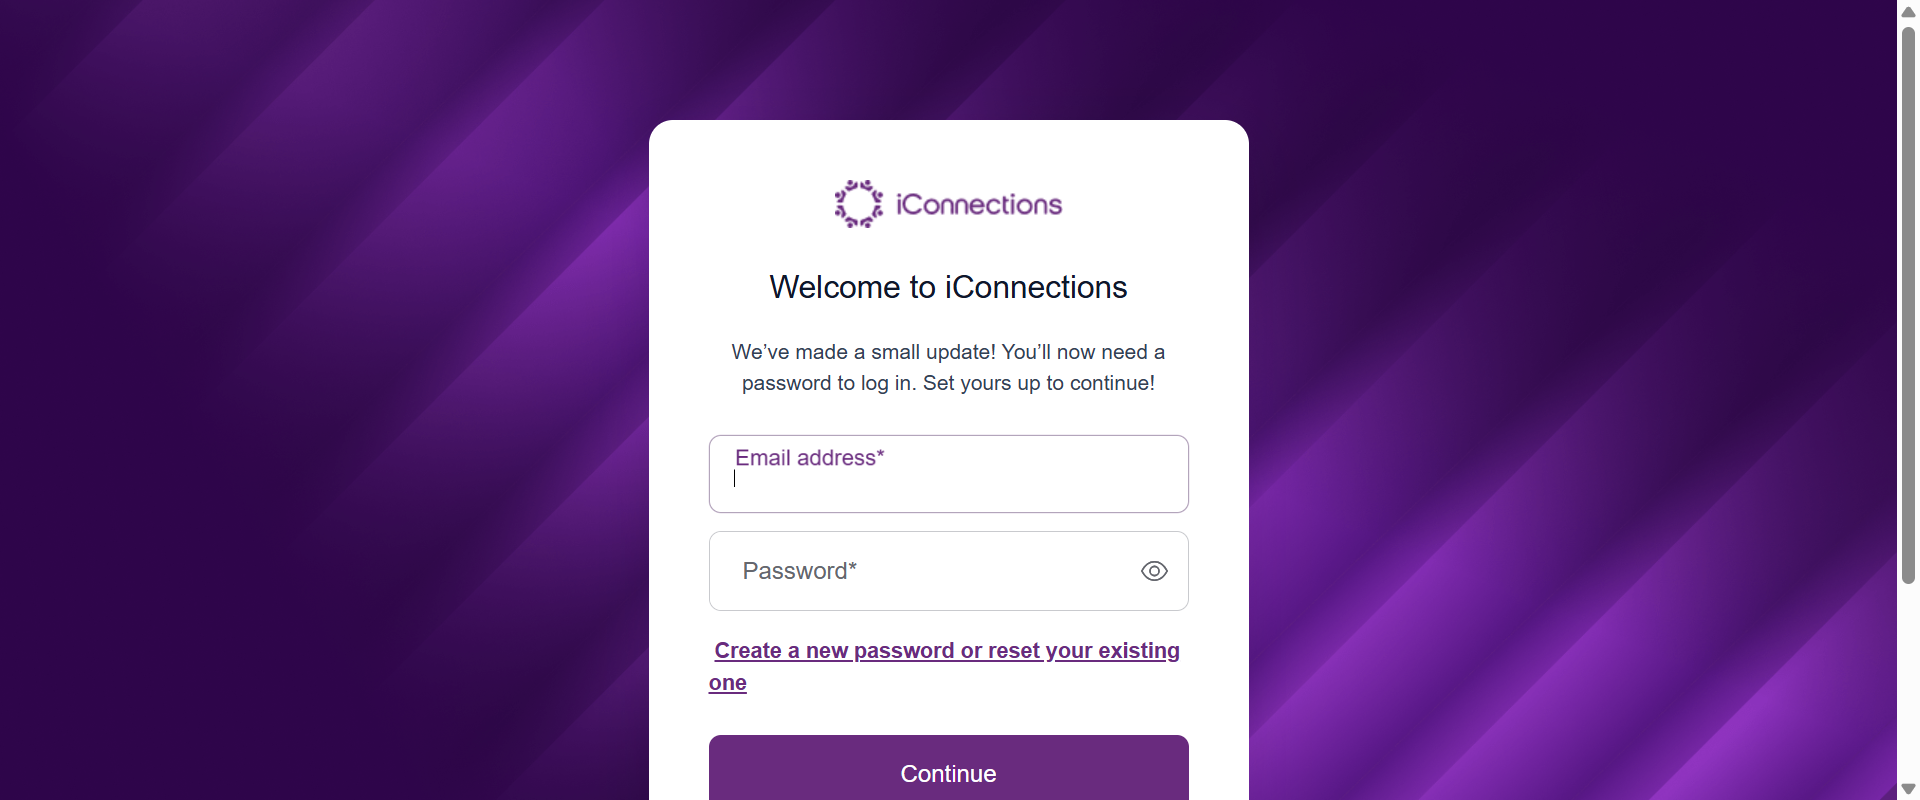 iConnections
Welcome to iConnections
We’ve made a small update! You’ll now need a
password to log in. Set yours up to continue!
Email address*
Password*
Create a new password or reset your existing
one
Continue